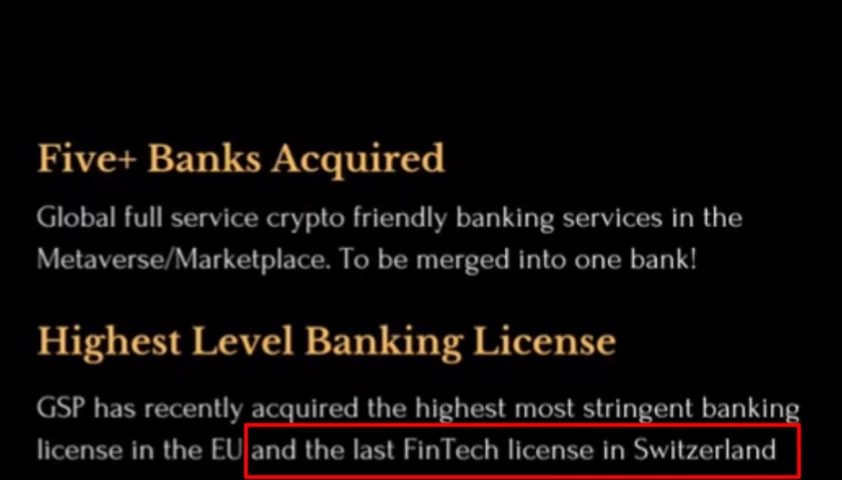 Five+ Banks Acquired
Global full service crypto friendly banking services in the
Metaverse/Marketplace. To be merged into one bank!
Highest Level Banking License
GSP has recently acquired the highest most stringent banking
license in the EU and the last FinTech license in Switzerland